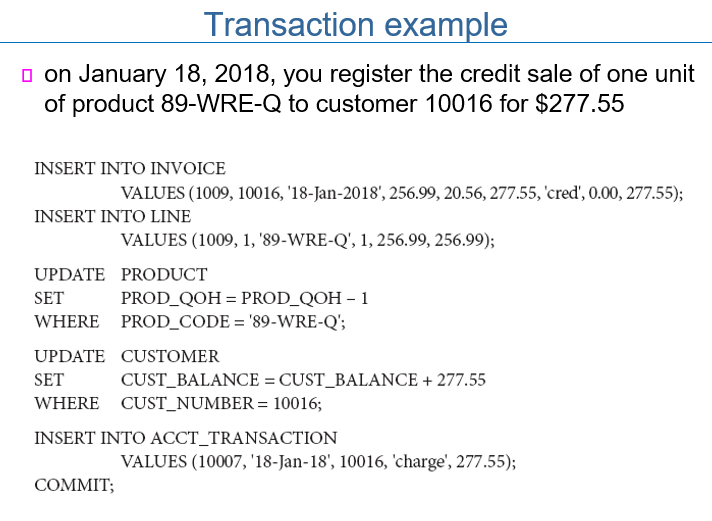 Transaction example
on January 18, 2018, you register the credit sale of one unit
of product 89-WRE-Q to customer 10016 for $277.55
INSERT INTO INVOICE
VALUES (1009, 10016, '18-Jan-2018', 256.99, 20.56, 277.55, 'cred', 0.00, 277.55);
INSERT INTO LINE
VALUES (1009, 1, '89-WRE-Q', 1, 256.99, 256.99);
UPDATE PRODUCT
SET PROD_QOH = PROD_QOH – 1
WHERE PROD_CODE = '89-WRE-Q';
UPDATE CUSTOMER
SET CUST_BALANCE = CUST_BALANCE + 277.55
WHERE CUST_NUMBER = 10016;
INSERT INTO ACCT_TRANSACTION
VALUES (10007, '18-Jan-18', 10016, 'charge', 277.55);
COMMIT;